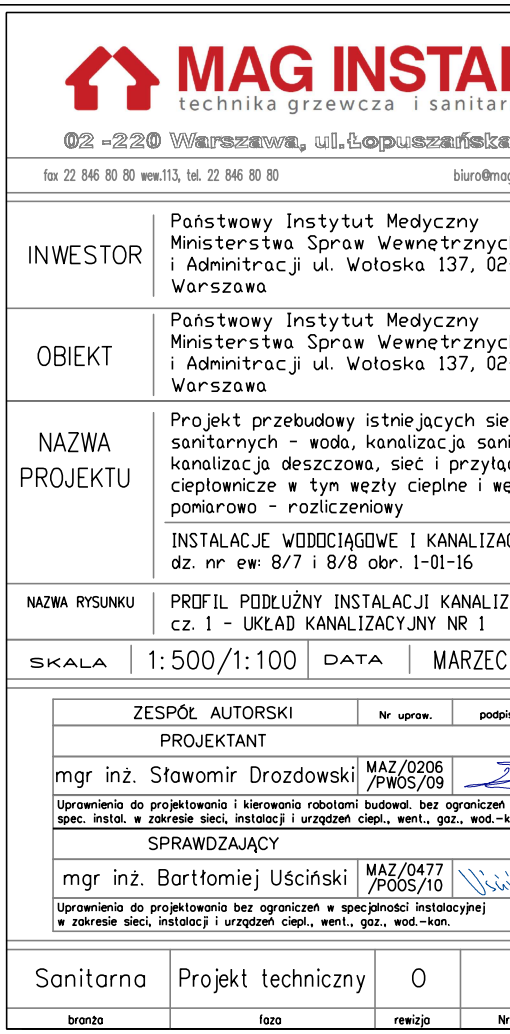 MAG INSTAL
technika grzewcza i sanitar
02 -220 Warszawa, ul.Łopuszańska
fax 22 846 80 80 wew.113, tel. 22 846 80 80 biuro@mag
INWESTOR
Państwowy Instytut Medyczny
Ministerstwa Spraw Wewnętrznych
i Adminitracji ul. Wołoska 137, 02
Warszawa
OBIEKT
Państwowy Instytut Medyczny
Ministerstwa Spraw Wewnętrznych
i Adminitracji ul. Wołoska 137, 02
Warszawa
NAZWA
PROJEKTU
Projekt przebudowy istniejących sie
sanitarnych - woda, kanalizacja sani
kanalizacja deszczowa, sieć i przyłąc
ciepłownicze w tym węzły cieplne i wę
pomiarowo - rozliczeniowy
INSTALACJE WODOCIĄGOWE I KANALIZAC
dz. nr ew: 8/7 i 8/8 obr. 1-01-16
NAZWA RYSUNKU
PROFIL PODŁUŻNY INSTALACJI KANALIZ
cz. 1 - UKŁAD KANALIZACYJNY NR 1
SKALA 1:500/1:100 DATA MARZEC
ZESPÓŁ AUTORSKI Nr upraw. podpis
PROJEKTANT
mgr inż. Sławomir Drozdowski MAZ/0206
/PWOS/09
Uprawnienia do projektowania i kierowania robotami budowal. bez ograniczeń
spec. instal. w zakresie sieci, instalacji i urządzeń ciepl., went., gaz., wod.-k
SPRAWDZAJĄCY
mgr inż. Bartłomiej Uściński MAZ/0477
/POOS/10
Uprawnienia do projektowania bez ograniczeń w specjalności instalacyjnej
w zakresie sieci, instalacji i urządzeń ciepl., went., gaz., wod.-kan.
Sanitarna Projekt techniczny 0
branża faza rewizja Nr